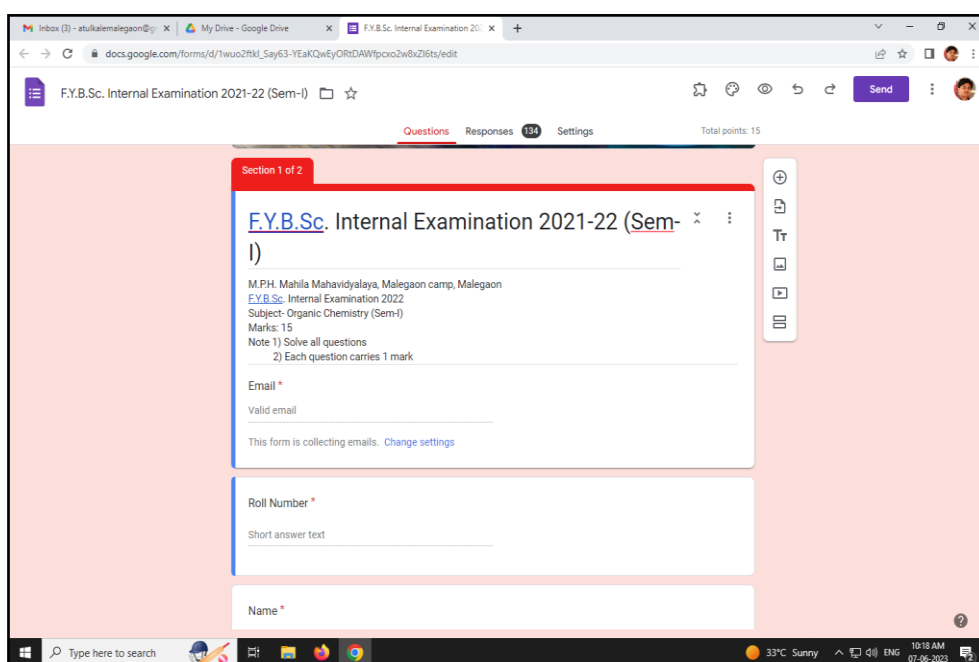 Inbox (3) - atulkalemalegaon@g
My Drive - Google Drive
F.Y.B.Sc. Internal Examination 202
docs.google.com/forms/d/1wuo2ftkI_Say63-YEaKQwEyORtDAWfpcxo2w8xZl6ts/edit
F.Y.B.Sc. Internal Examination 2021-22 (Sem-I)
Send
Questions Responses 134 Settings
Total points: 15
Section 1 of 2
F.Y.B.Sc. Internal Examination 2021-22 (Sem-
I)
M.P.H. Mahila Mahavidyalaya, Malegaon camp, Malegaon
F.Y.B.Sc. Internal Examination 2022
Subject- Organic Chemistry (Sem-I)
Marks: 15
Note 1) Solve all questions
2) Each question carries 1 mark
Email *
Valid email
This form is collecting emails. Change settings
Roll Number *
Short answer text
Name *
Type here to search
33°C Sunny
ENG
10:18 AM
07-06-2023